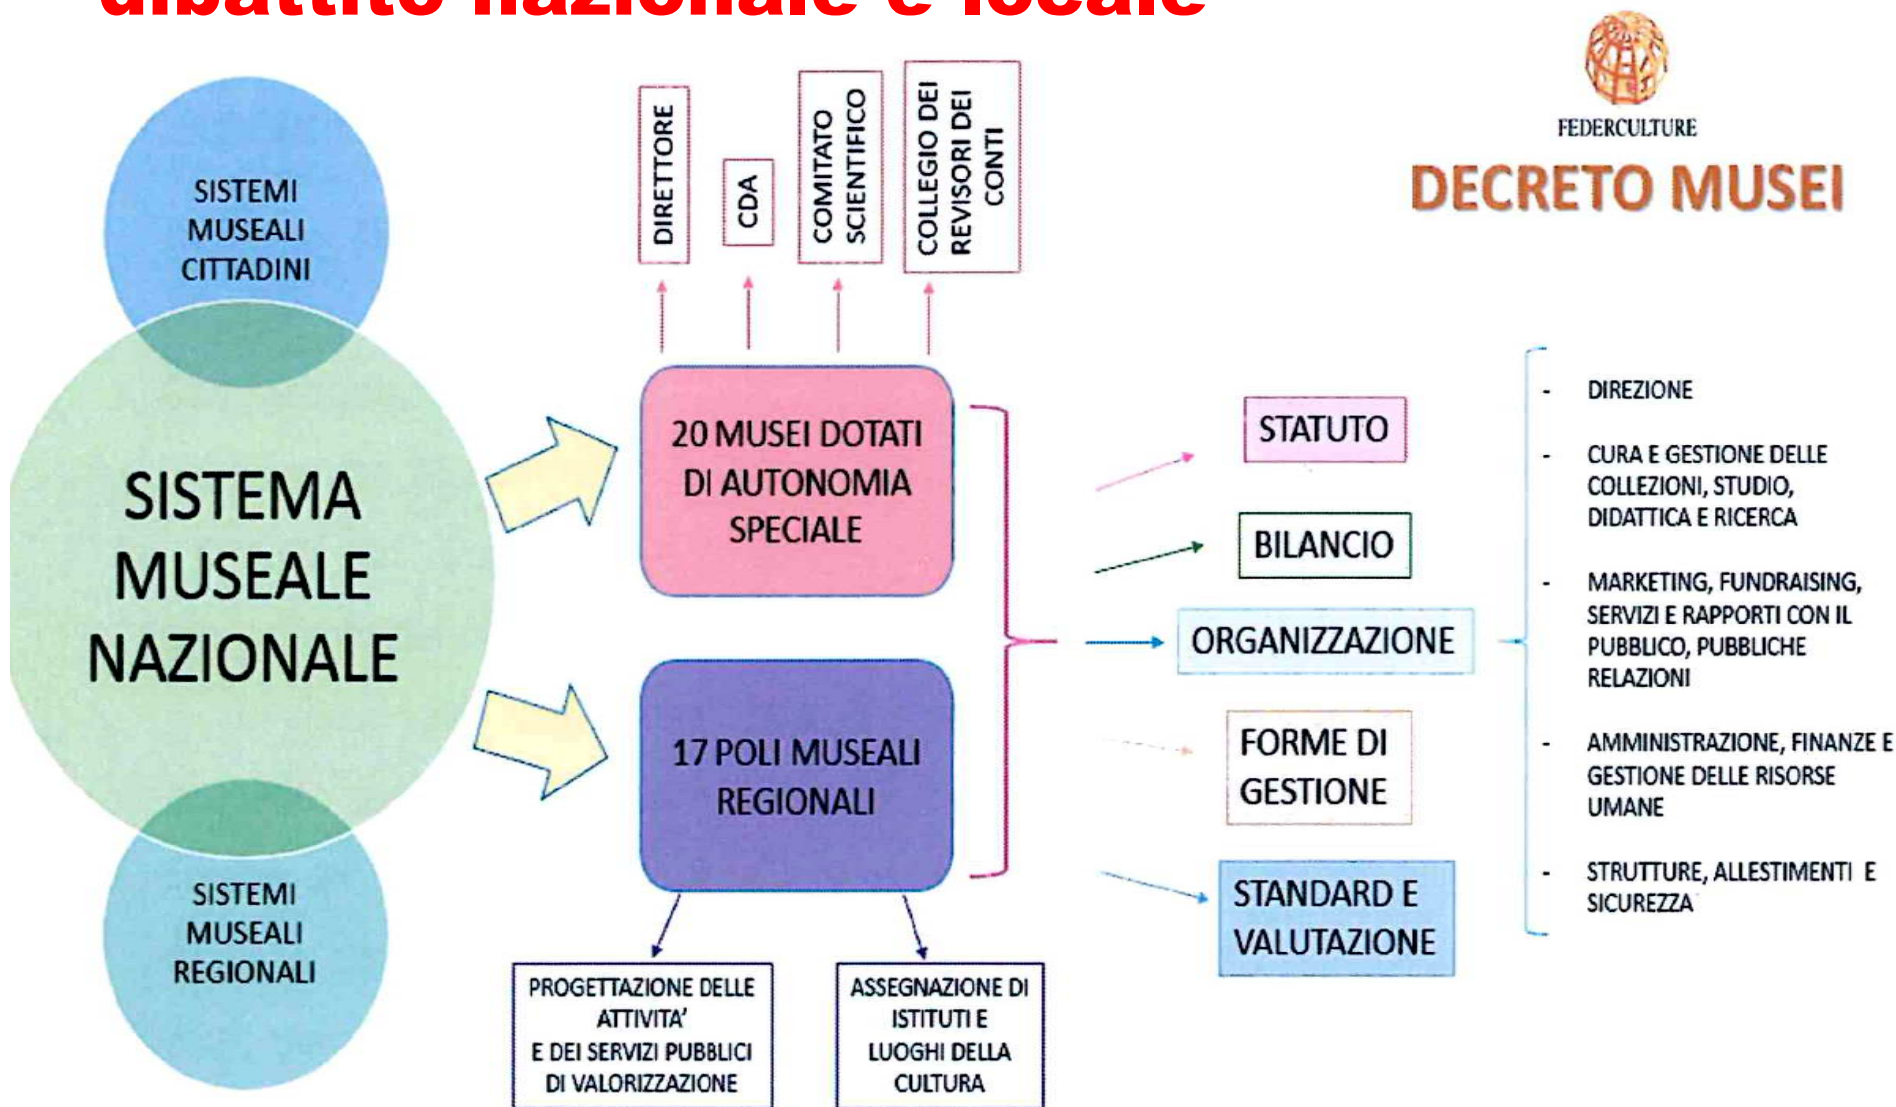 dibattito nazionale e locale
FEDERCULTURE
DECRETO MUSEI
SISTEMI
MUSEALI
CITTADINI
SISTEMA
MUSEALE
NAZIONALE
SISTEMI
MUSEALI
REGIONALI
DIRETTORE
CDA
COMITATO
SCIENTIFICO
COLLEGIO DEI
REVISORI DEI
CONTI
20 MUSEI DOTATI
DI AUTONOMIA
SPECIALE
17 POLI MUSEALI
REGIONALI
PROGETTAZIONE DELLE
ATTIVITA’
E DEI SERVIZI PUBBLICI
DI VALORIZZAZIONE
ASSEGNAZIONE DI
ISTITUTI E
LUOGHI DELLA
CULTURA
STATUTO
BILANCIO
ORGANIZZAZIONE
FORME DI
GESTIONE
STANDARD E
VALUTAZIONE
- DIREZIONE
- CURA E GESTIONE DELLE
COLLEZIONI, STUDIO,
DIDATTICA E RICERCA
- MARKETING, FUNDRAISING,
SERVIZI E RAPPORTI CON IL
PUBBLICO, PUBBLICHE
RELAZIONI
- AMMINISTRAZIONE, FINANZE E
GESTIONE DELLE RISORSE
UMANE
- STRUTTURE, ALLESTIMENTI E
SICUREZZA